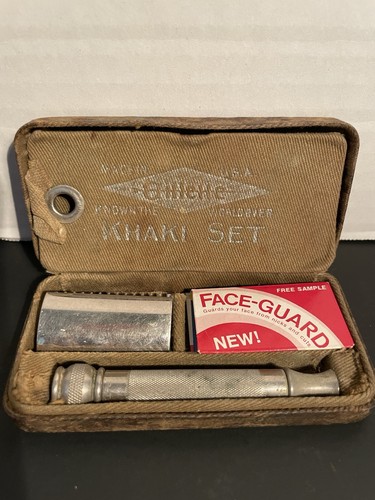 MADE IN U.S.A.
Gillette
KNOWN THE WORLD OVER
KHAKI SET
FREE SAMPLE
FACE-GUARD
Guards your face from nicks and cuts
NEW!